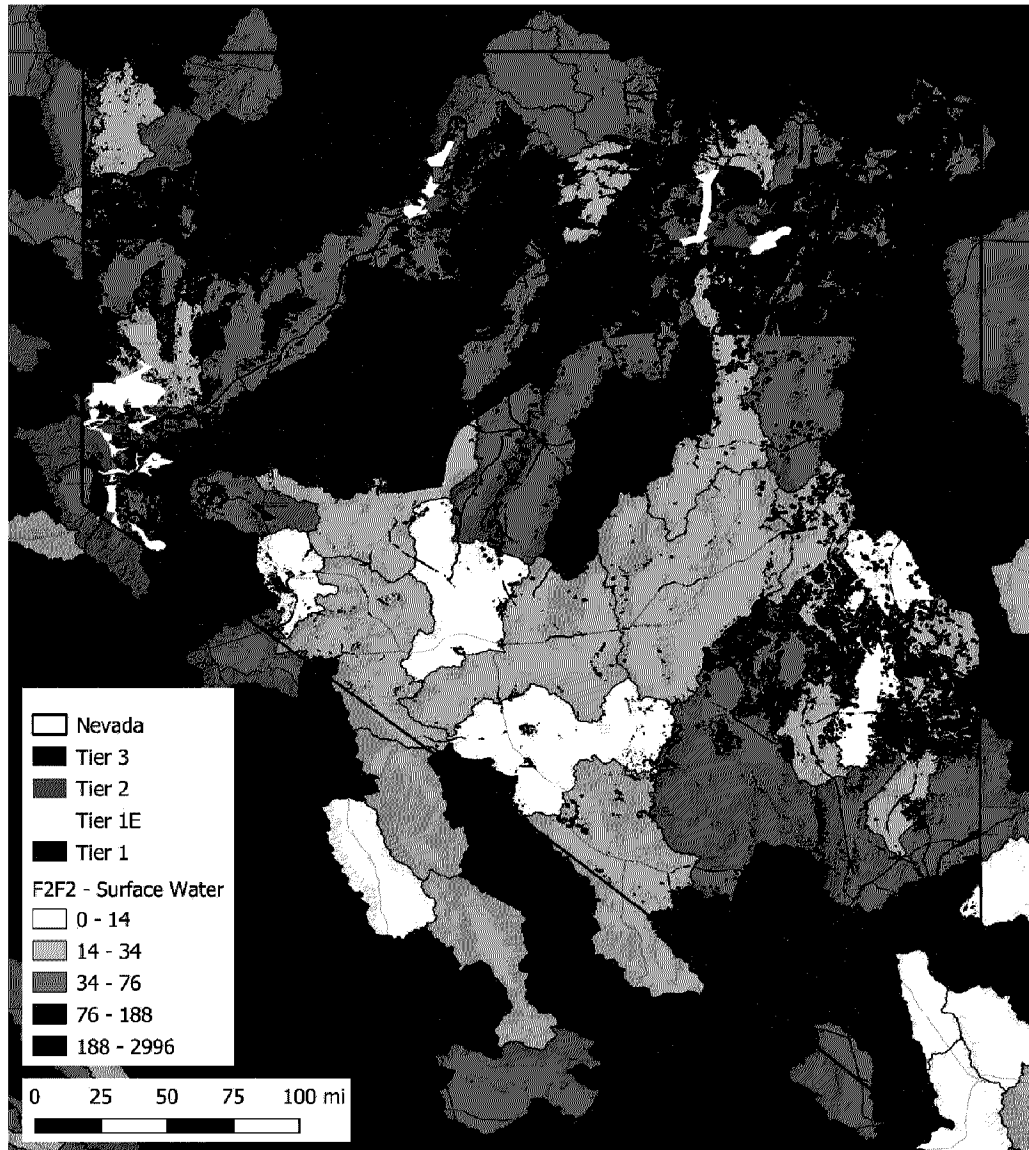 Nevada
Tier 3
Tier 2
Tier 1E
Tier 1
F2F2 - Surface Water
0 - 14
14 - 34
34 - 76
76 - 188
188 - 2996
0 25 50 75 100 mi